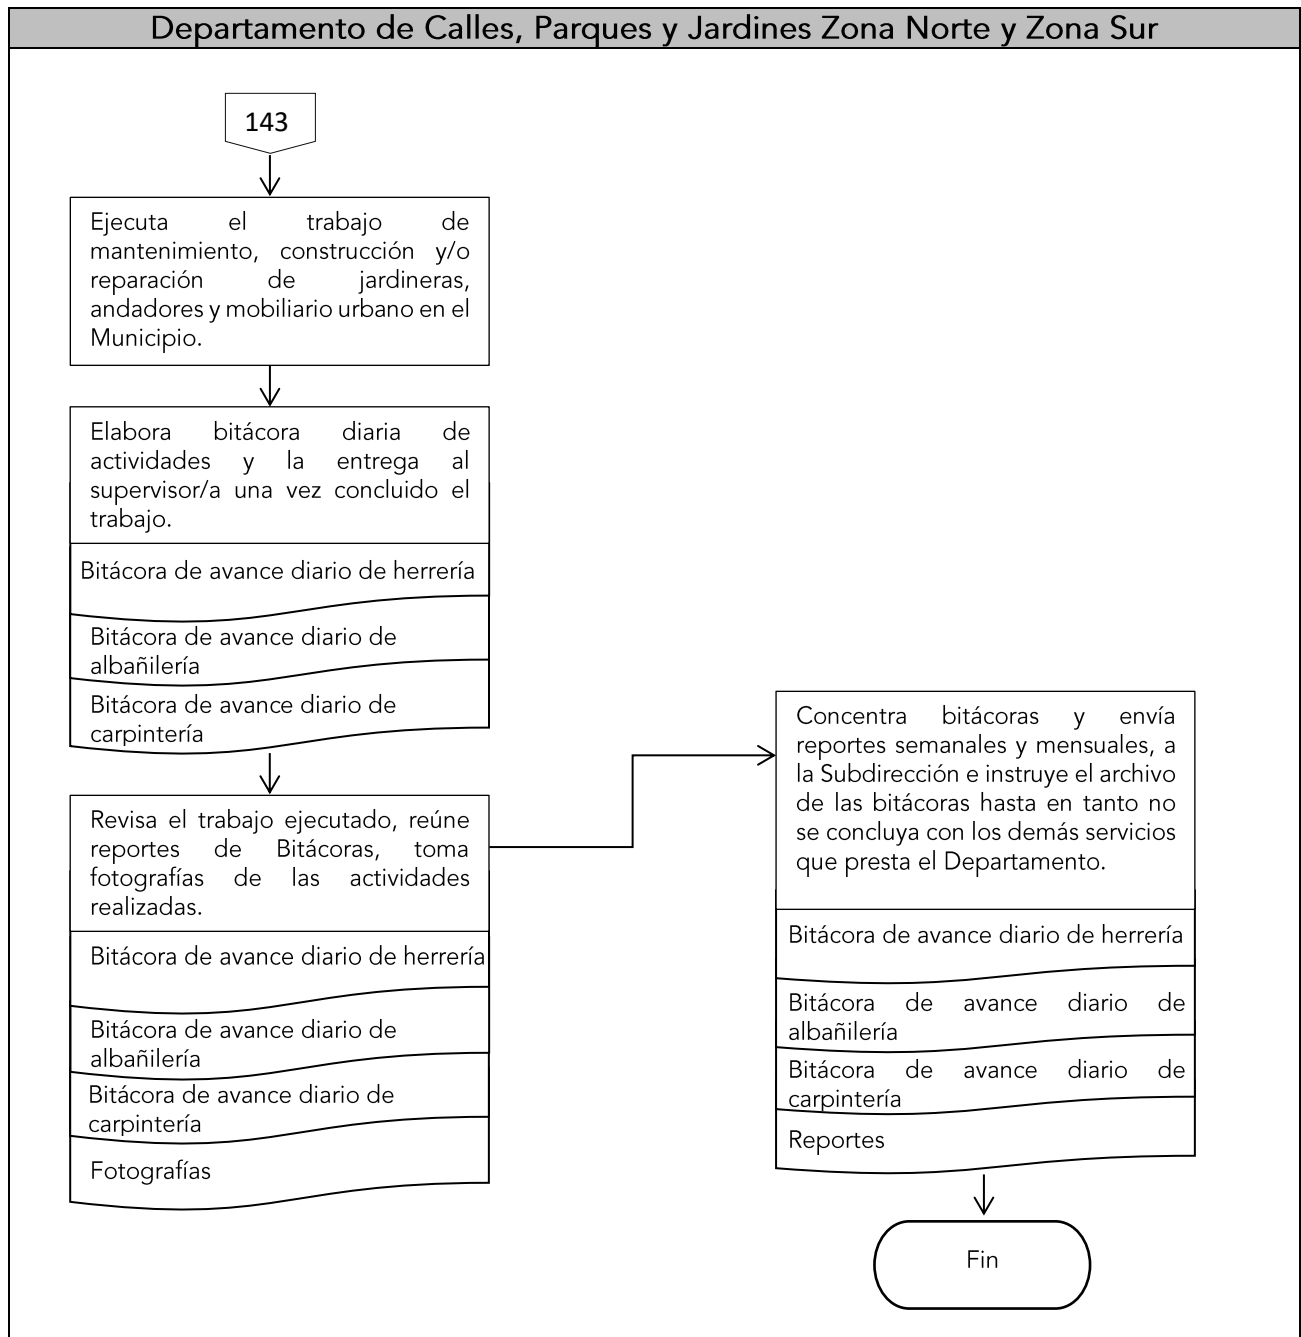 Departamento de Calles, Parques y Jardines Zona Norte y Zona Sur
143
Ejecuta el trabajo de
mantenimiento, construcción y/o
reparación de jardineras,
andadores y mobiliario urbano en el
Municipio.
Elabora bitácora diaria de
actividades y la entrega al
supervisor/a una vez concluido el
trabajo.
Bitácora de avance diario de herrería
Bitácora de avance diario de
albañilería
Bitácora de avance diario de
carpintería
Revisa el trabajo ejecutado, reúne
reportes de Bitácoras, toma
fotografías de las actividades
realizadas.
Bitácora de avance diario de herrería
Bitácora de avance diario de
albañilería
Bitácora de avance diario de
carpintería
Fotografías
Concentra bitácoras y envía
reportes semanales y mensuales, a
la Subdirección e instruye el archivo
de las bitácoras hasta en tanto no
se concluya con los demás servicios
que presta el Departamento.
Bitácora de avance diario de herrería
Bitácora de avance diario de
albañilería
Bitácora de avance diario de
carpintería
Reportes
Fin